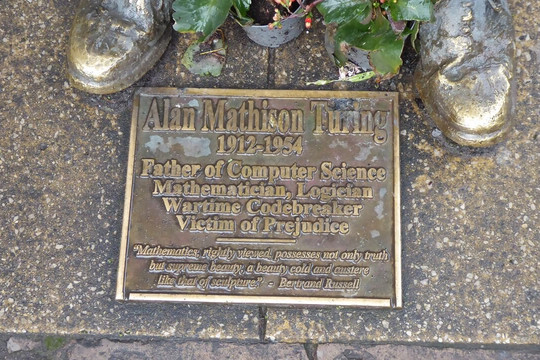 Alan Mathison Turing
1912-1954
Father of Computer Science
Mathematician, Logician
Wartime Codebreaker
Victim of Prejudice
"Mathematics, rightly viewed, possesses not only truth
but supreme beauty, a beauty cold and austere
like that of sculpture." - Bertrand Russell